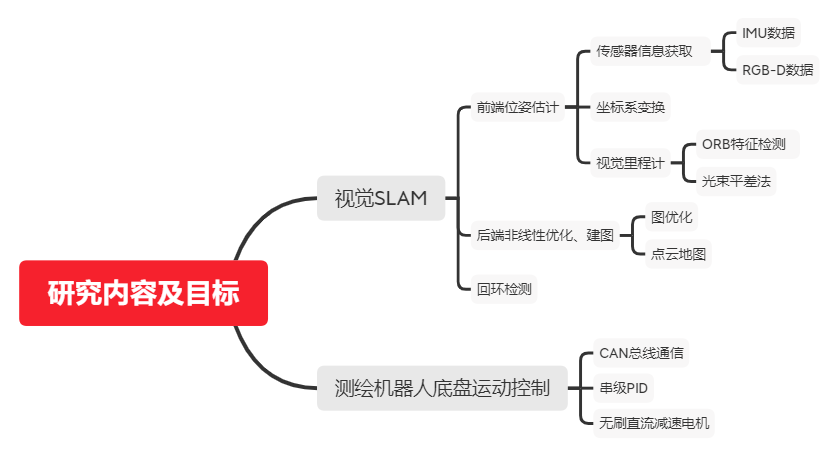 研究内容及目标
视觉SLAM
前端位姿估计
传感器信息获取
IMU数据
RGB-D数据
坐标系变换
视觉里程计
ORB特征检测
光束平差法
后端非线性优化、建图
图优化
点云地图
回环检测
测绘机器人底盘运动控制
CAN总线通信
串级PID
无刷直流减速电机